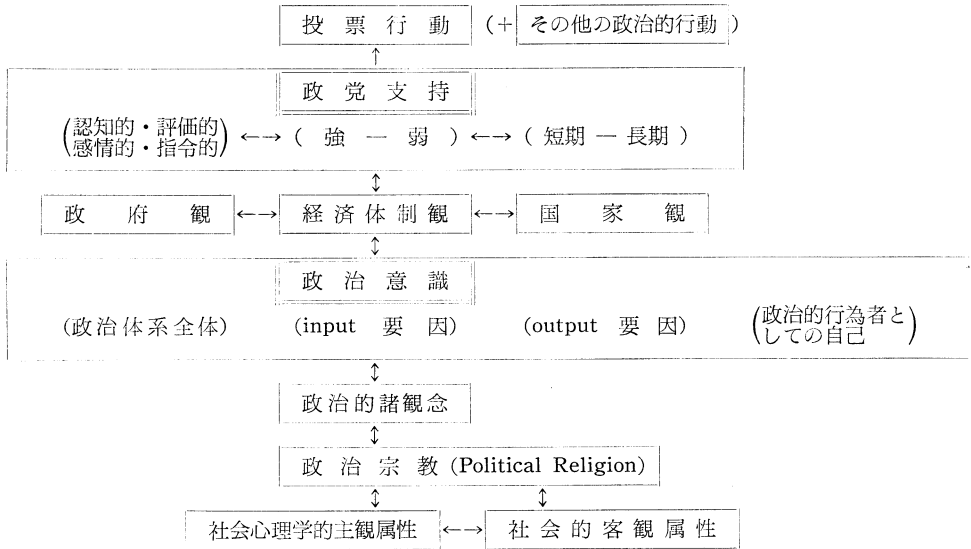 投票行動 (+その他の政治的行動)
↑
政党支持
(認知的・評価的 感情的・指令的) ←→ (強―弱) ←→ (短期―長期)
↕
政府観 ←→ 経済体制観 ←→ 国家観
↕
政治意識
(政治体系全体) (input 要因) (output 要因) (政治的行為者としての自己)
↕
政治的諸観念
↕
政治宗教 (Political Religion)
↕ ↕
社会心理学的主観属性 ←→ 社会的客観属性